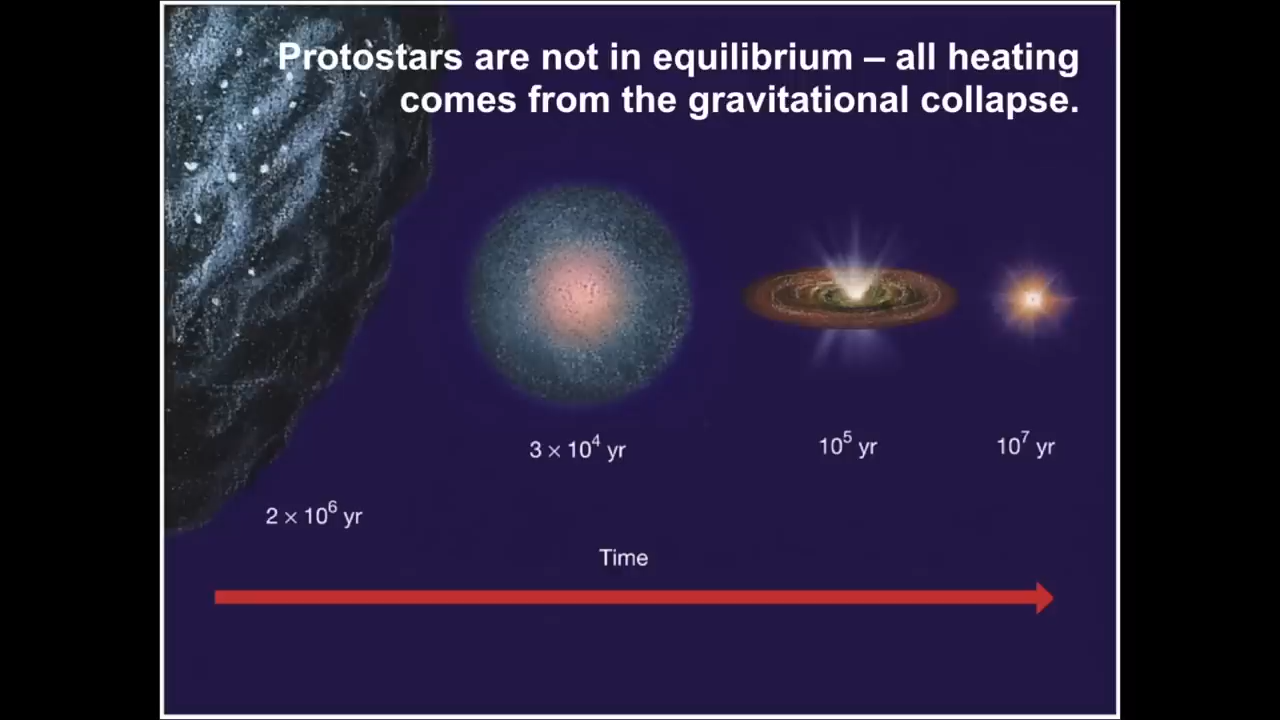 Protostars are not in equilibrium – all heating
comes from the gravitational collapse.
3 × 10⁴ yr
10⁵ yr
10⁷ yr
2 × 10⁶ yr
Time